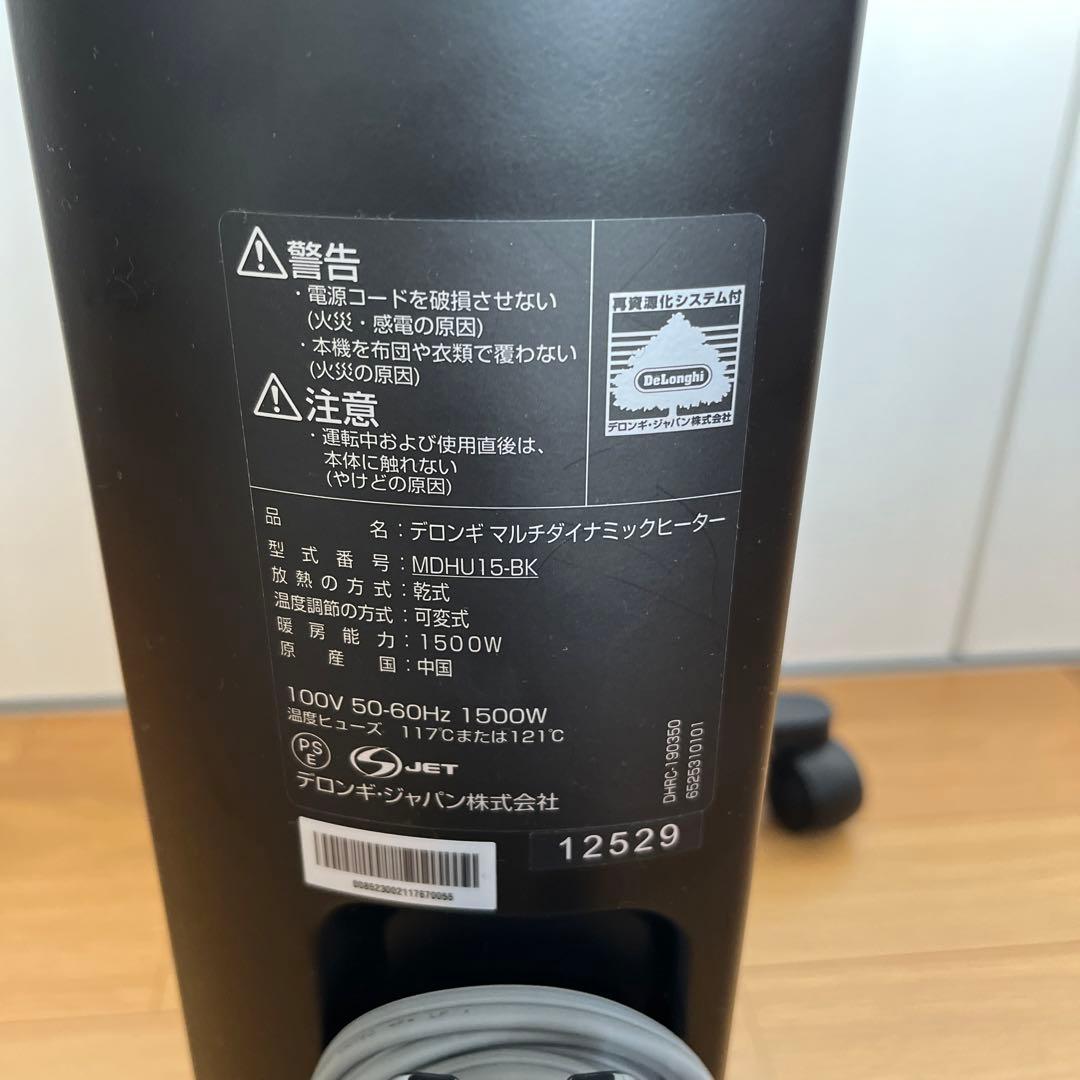 警告
・電源コードを破損させない
(火災・感電の原因)
・本機を布団や衣類で覆わない
(火災の原因)
注意
・運転中および使用直後は、
本体に触れない
(やけどの原因)
再資源化システム付
DeLonghi
デロンギ・ジャパン株式会社
品名：デロンギ マルチダイナミックヒーター
型式番号：MDHU15-BK
放熱の方式：乾式
温度調節の方式：可変式
暖房能力：1500W
原産国：中国
100V 50-60Hz 1500W
温度ヒューズ 117℃または121℃
PSE
JET
デロンギ・ジャパン株式会社
DHRC-190350
6525310101
12529
00852300211767005​5